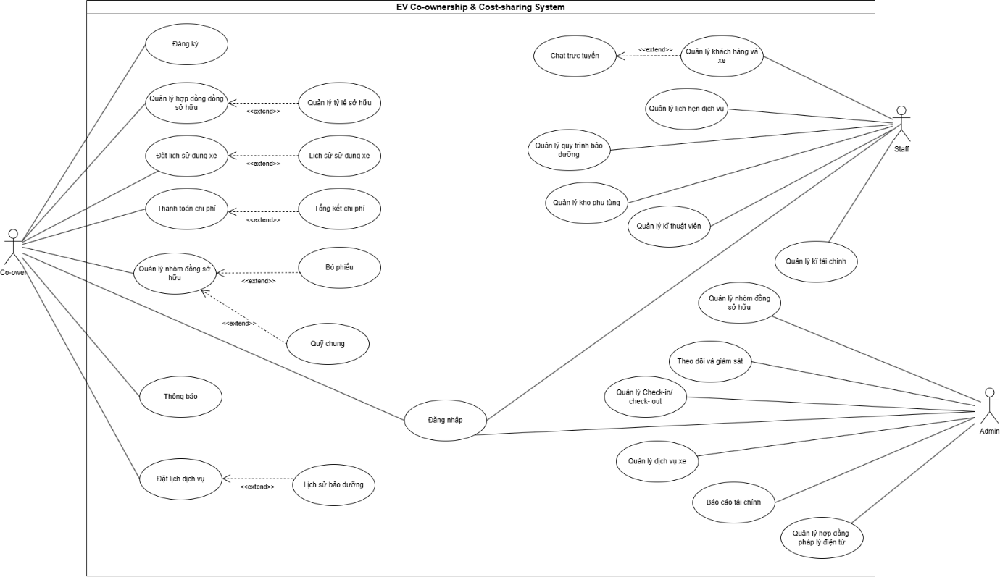 EV Co-ownership & Cost-sharing System
Đăng ký
Quản lý hợp đồng đồng
sở hữu
<<extend>>
Quản lý tỷ lệ sở hữu
Đặt lịch sử dụng xe
<<extend>>
Lịch sử sử dụng xe
Thanh toán chi phí
<<extend>>
Tổng kết chi phí
Quản lý nhóm đồng sở
hữu
<<extend>>
Bỏ phiếu
<<extend>>
Quỹ chung
Co-ower
Thông báo
Đăng nhập
Đặt lịch dịch vụ
<<extend>>
Lịch sử bảo dưỡng
Chat trực tuyến
<<extend>>
Quản lý khách hàng và
xe
Quản lý lịch hẹn dịch vụ
Quản lý quy trình bảo
dưỡng
Quản lý kho phụ tùng
Quản lý kĩ thuật viên
Quản lý kĩ tài chính
Staff
Quản lý nhóm đồng
sở hữu
Theo dõi và giám sát
Quản lý Check-in/
check- out
Quản lý dịch vụ xe
Báo cáo tài chính
Quản lý hợp đồng
pháp lý điện tử
Admin